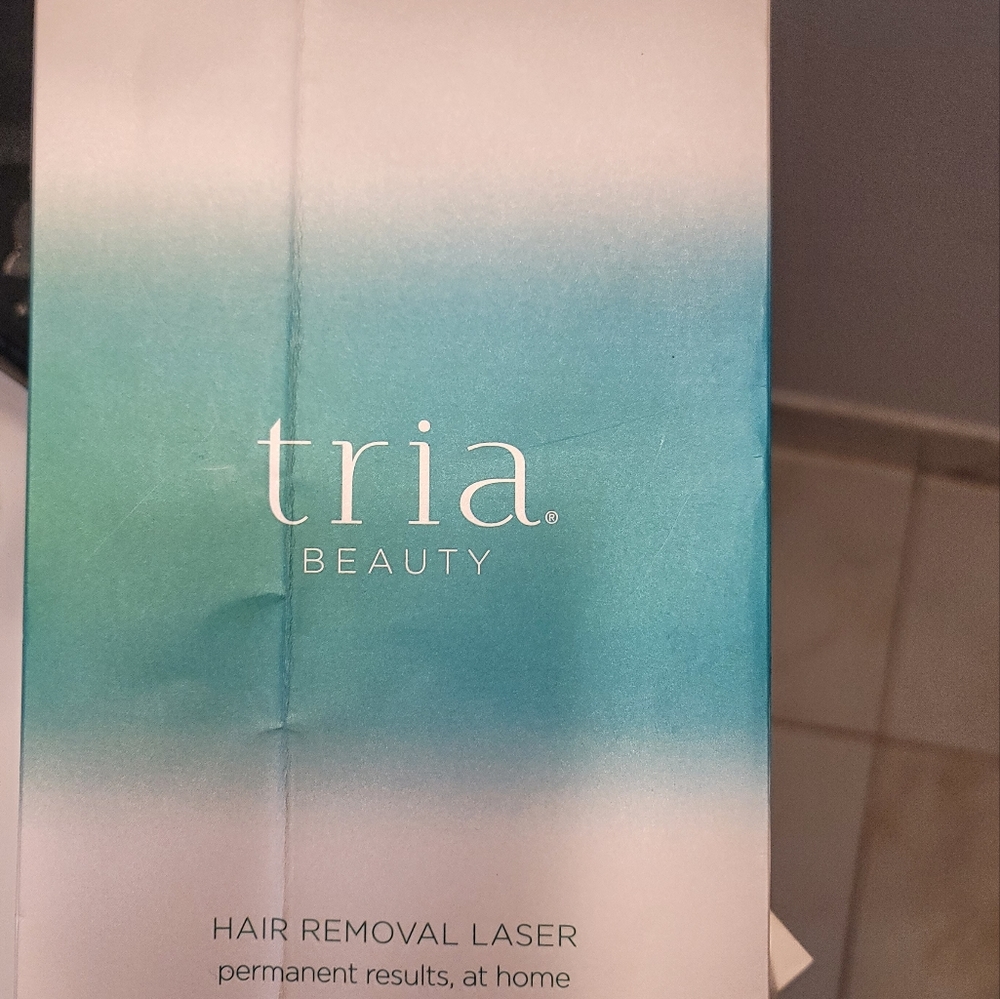 tria®
BEAUTY
HAIR REMOVAL LASER
permanent results, at home